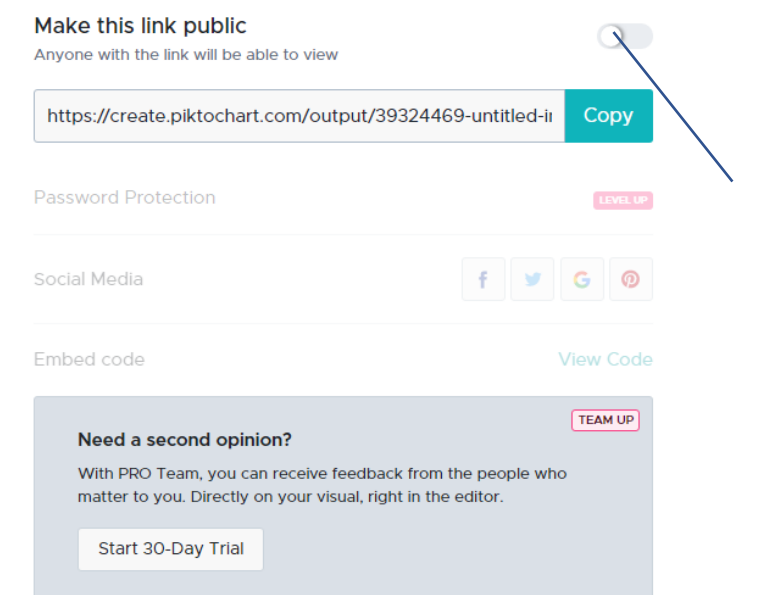 Make this link public
Anyone with the link will be able to view
https://create.piktochart.com/output/39324469-untitled-ir Copy
Password Protection LEVEL UP
Social Media
Embed code View Code
TEAM UP
Need a second opinion?
With PRO Team, you can receive feedback from the people who
matter to you. Directly on your visual, right in the editor.
Start 30-Day Trial